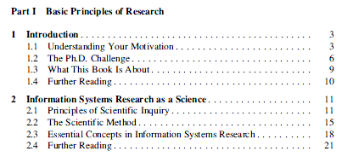 Part I Basic Principles of Research
1 Introduction . . . . . . . . . . . . . . . . . . . . . . . . . . . . . . . . . . . . . . . . 3
1.1 Understanding Your Motivation . . . . . . . . . . . . . . . . . . . . . . . . 3
1.2 The Ph.D. Challenge . . . . . . . . . . . . . . . . . . . . . . . . . . . . . . . . 6
1.3 What This Book Is About . . . . . . . . . . . . . . . . . . . . . . . . . . . . . 9
1.4 Further Reading . . . . . . . . . . . . . . . . . . . . . . . . . . . . . . . . . . . 10
2 Information Systems Research as a Science . . . . . . . . . . . . . . . . . 11
2.1 Principles of Scientific Inquiry . . . . . . . . . . . . . . . . . . . . . . . . . . 11
2.2 The Scientific Method . . . . . . . . . . . . . . . . . . . . . . . . . . . . . . . 15
2.3 Essential Concepts in Information Systems Research . . . . . . . . . 18
2.4 Further Reading . . . . . . . . . . . . . . . . . . . . . . . . . . . . . . . . . . . 21